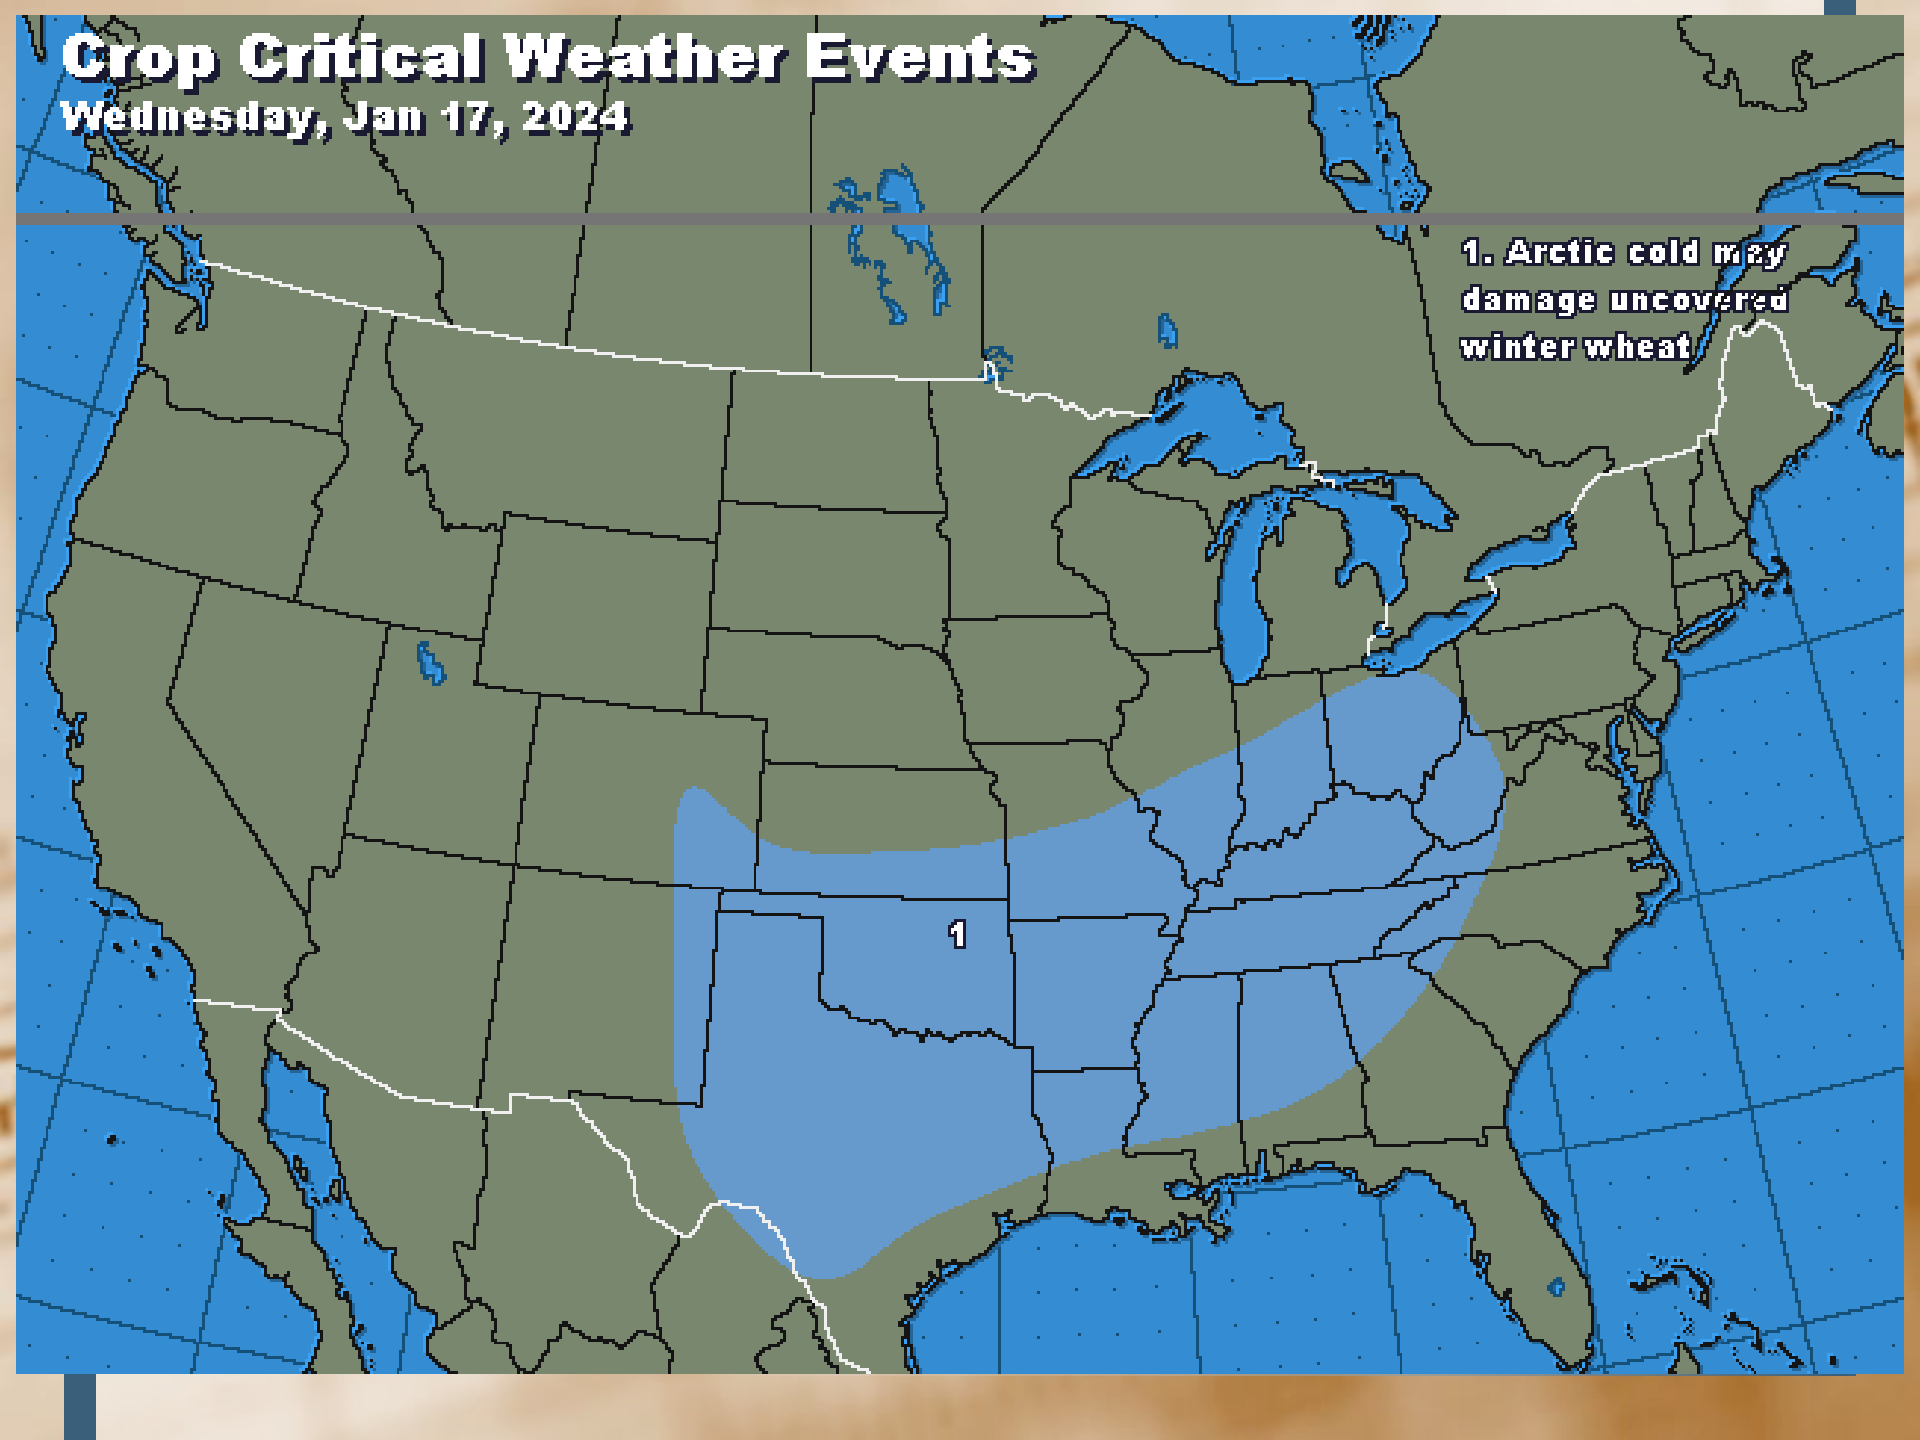 Crop Critical Weather Events
Wednesday, Jan 17, 2024
1. Arctic cold may
damage uncovered
winter wheat
1